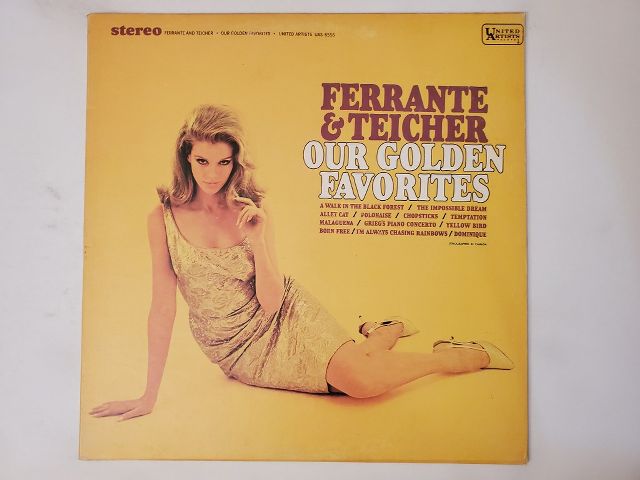 stereo FERRANTE AND TEICHER • OUR GOLDEN FAVORITES • UNITED ARTISTS UAS 6556
UNITED ARTISTS
FERRANTE
& TEICHER
OUR GOLDEN
FAVORITES
A WALK IN THE BLACK FOREST / THE IMPOSSIBLE DREAM
ALLEY CAT / POLONAISE / CHOPSTICKS / TEMPTATION
MALAGUENA / GRIEG'S PIANO CONCERTO / YELLOW BIRD
BORN FREE / I'M ALWAYS CHASING RAINBOWS / DOMINIQUE